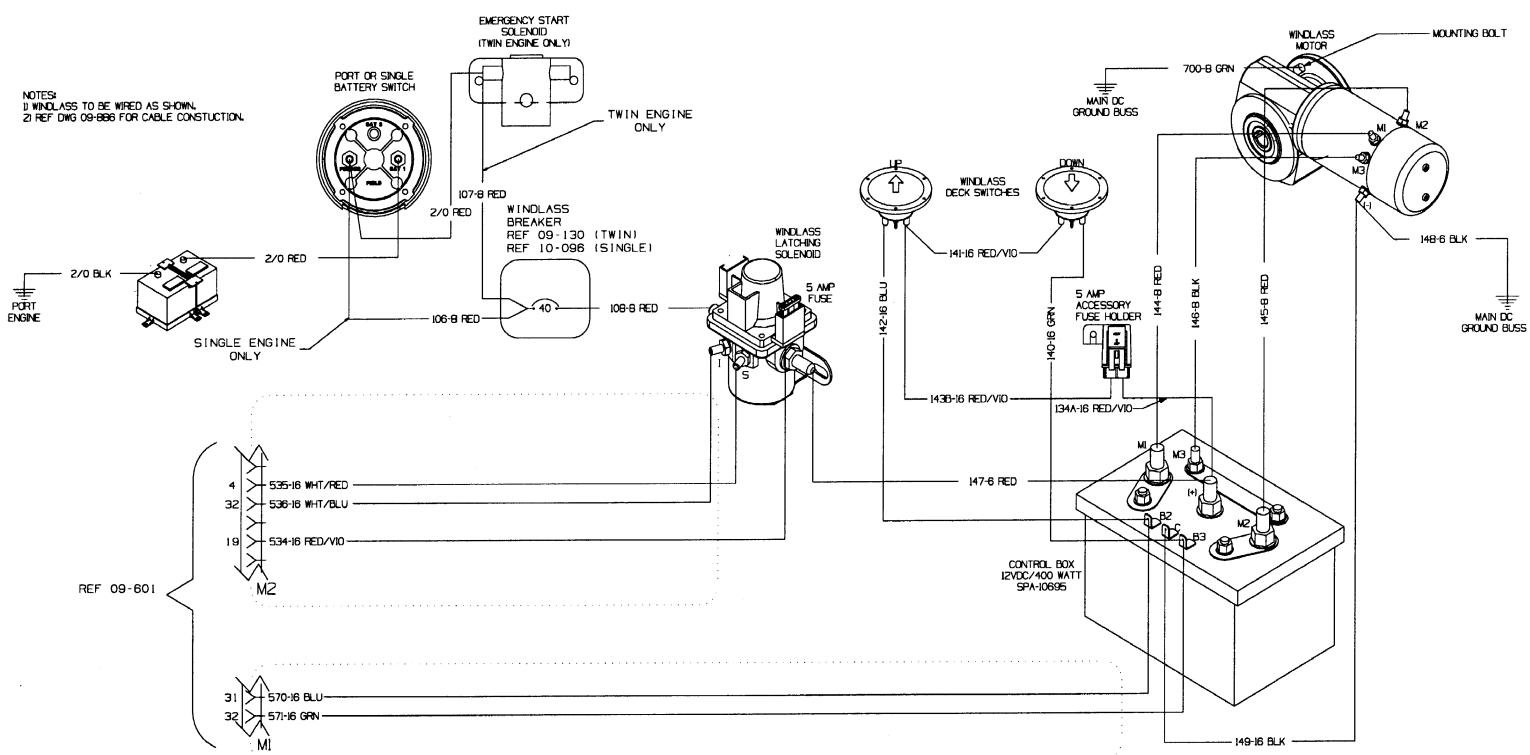 EMERGENCY START
SOLENOID
(TWIN ENGINE ONLY)
NOTES:
1) WINDLASS TO BE WIRED AS SHOWN.
2) REF DWG 09-886 FOR CABLE CONSTUCTION.
PORT OR SINGLE
BATTERY SWITCH
BAT 2
BAT 1
FIELD
TWIN ENGINE
ONLY
107-8 RED
2/0 RED
WINDLASS
BREAKER
REF 09-130 (TWIN)
REF 10-096 (SINGLE)
2/0 BLK
2/0 RED
PORT
ENGINE
40
106-8 RED
108-8 RED
SINGLE ENGINE
ONLY
WINDLASS
LATCHING
SOLENOID
5 AMP
FUSE
I
S
UP
DOWN
WINDLASS
DECK SWITCHES
141-16 RED/VIO
142-16 BLU
140-16 GRN
5 AMP
ACCESSORY
FUSE HOLDER
143B-16 RED/VIO
134A-16 RED/VIO
WINDLASS
MOTOR
MOUNTING BOLT
700-8 GRN
MAIN DC
GROUND BUSS
M1
M2
M3
(-)
148-6 BLK
MAIN DC
GROUND BUSS
144-8 RED
146-8 BLK
145-8 RED
147-6 RED
M1
M3
(+)
M2
B2
C
B3
CONTROL BOX
12VDC/400 WATT
SPA-10695
REF 09-601
4
535-16 WHT/RED
32
536-16 WHT/BLU
19
534-16 RED/VIO
M2
31
570-16 BLU
32
571-16 GRN
M1
149-16 BLK